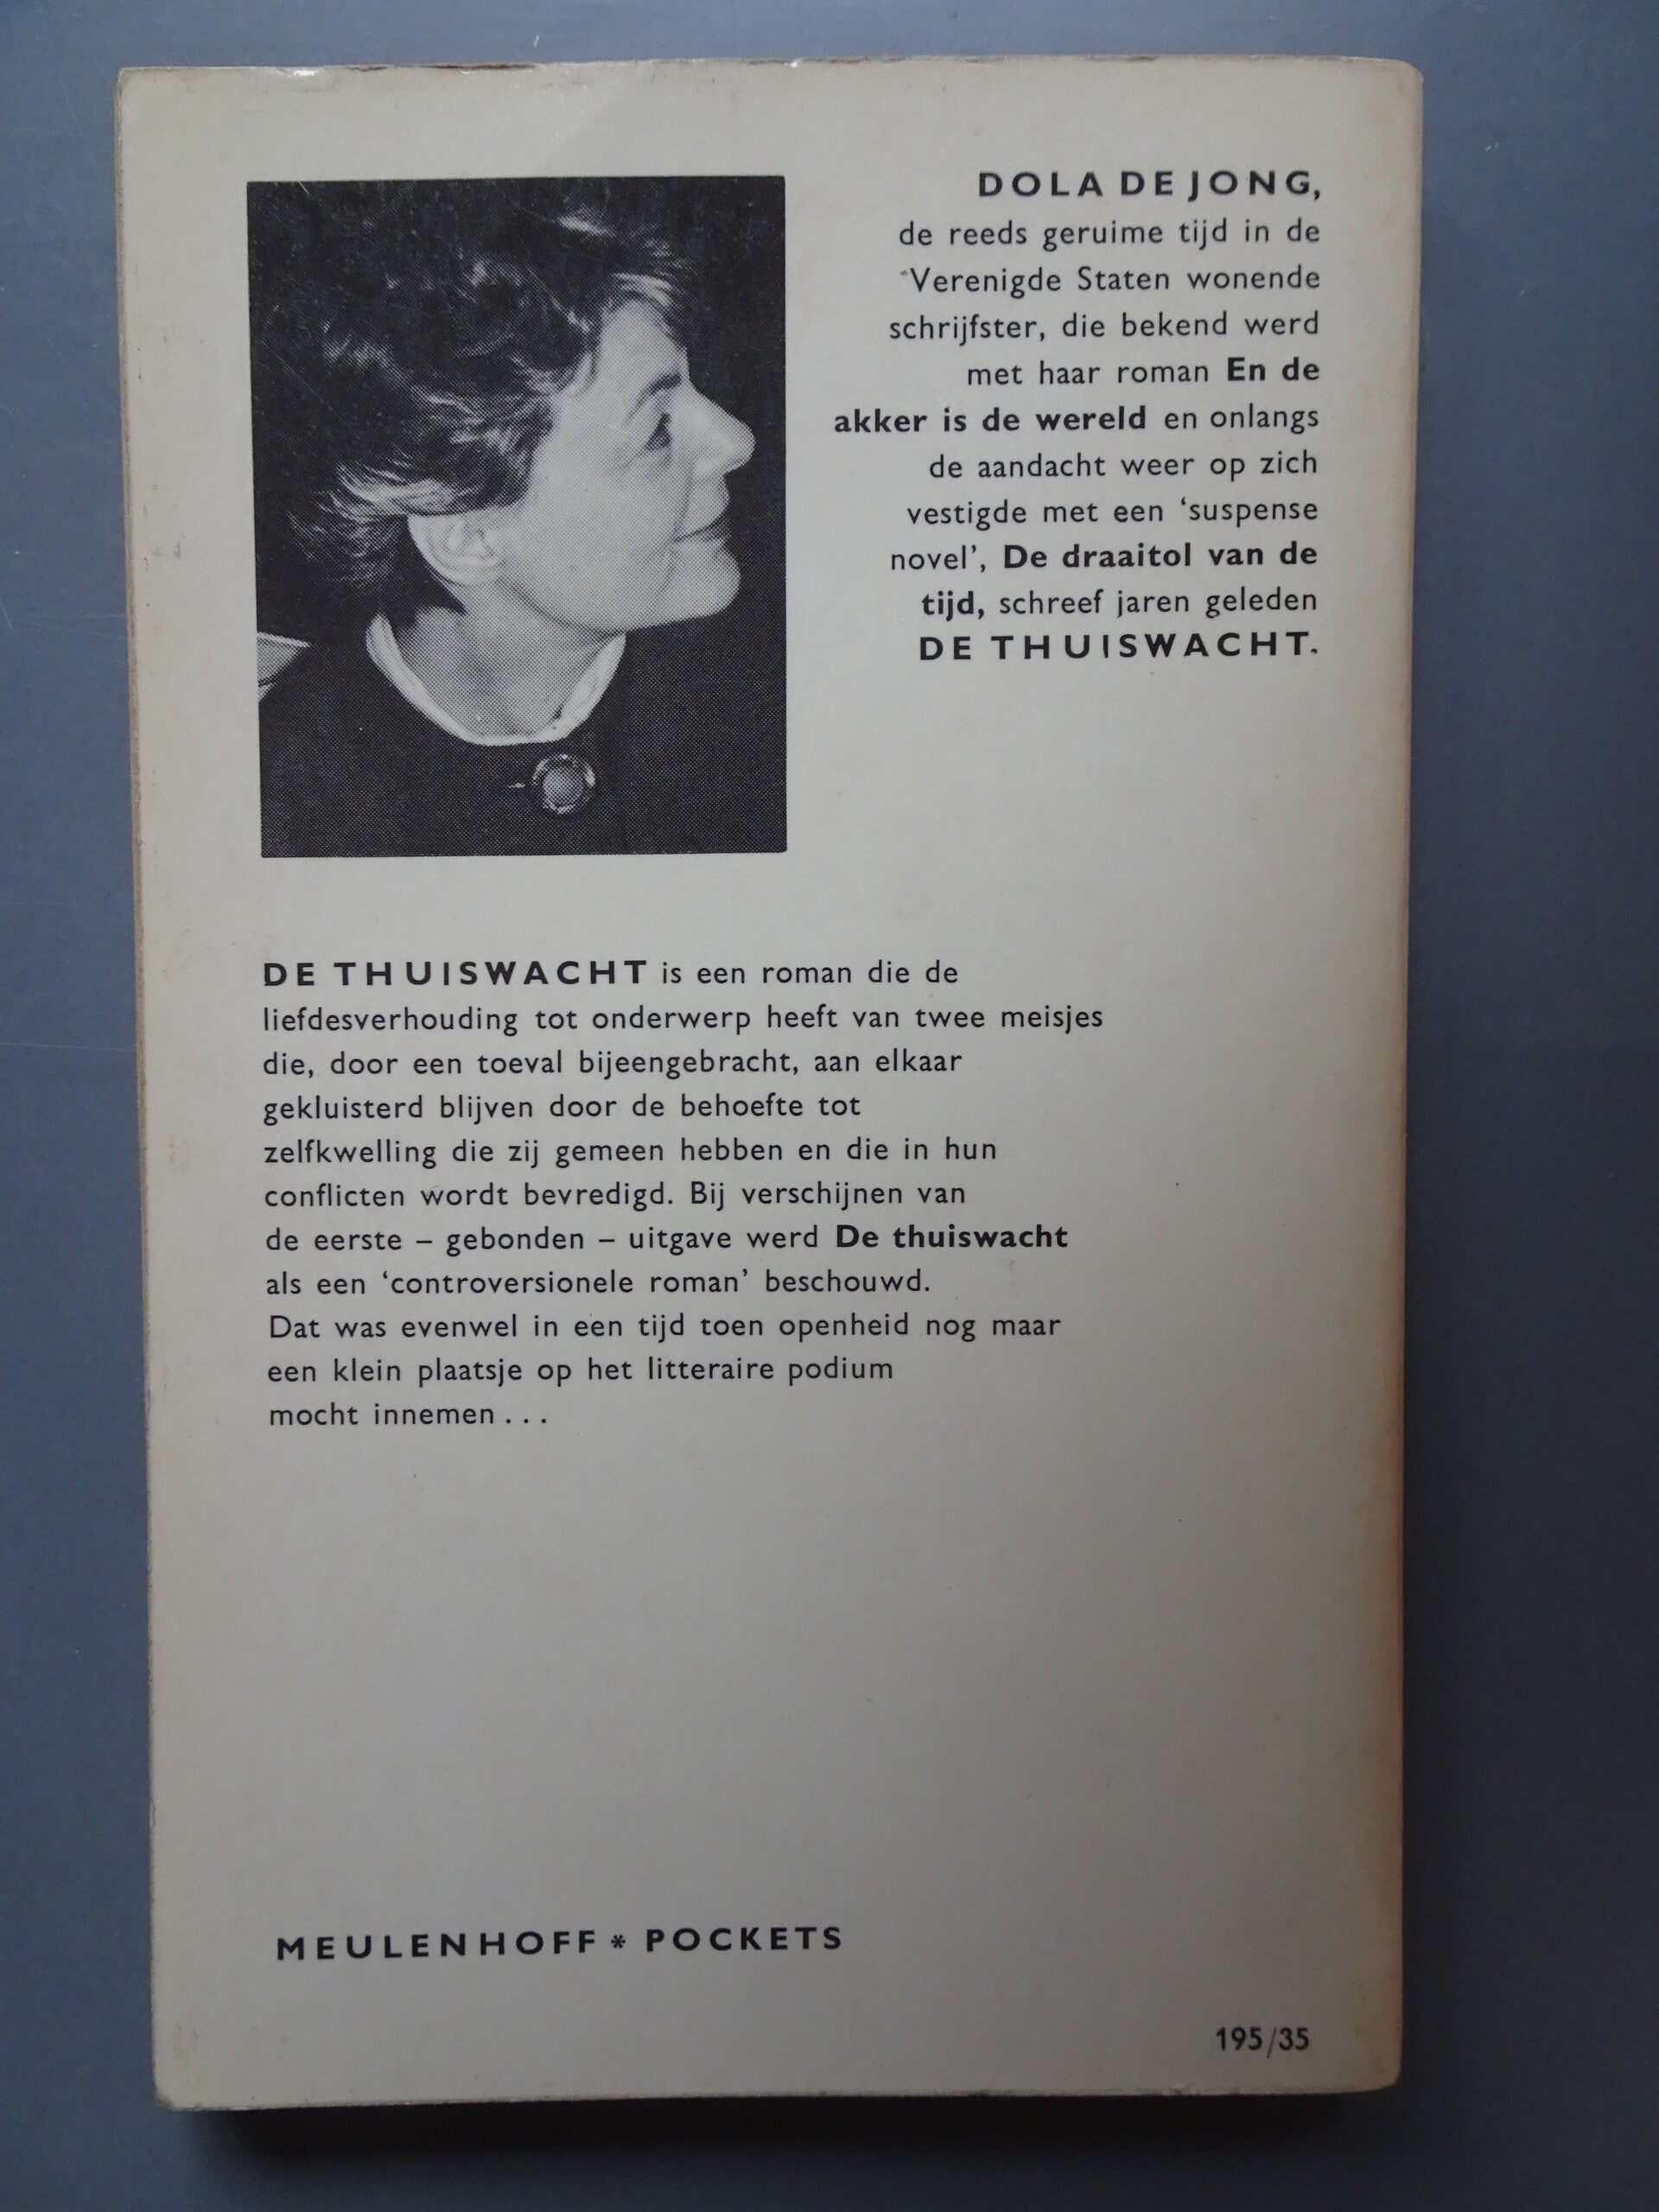 DOLA DE JONG,
de reeds geruime tijd in de
Verenigde Staten wonende
schrijfster, die bekend werd
met haar roman En de
akker is de wereld en onlangs
de aandacht weer op zich
vestigde met een ‘suspense
novel’, De draaitol van de
tijd, schreef jaren geleden
DE THUISWACHT.
DE THUISWACHT is een roman die de
liefdesverhouding tot onderwerp heeft van twee meisjes
die, door een toeval bijeengebracht, aan elkaar
gekluisterd blijven door de behoefte tot
zelfkwelling die zij gemeen hebben en die in hun
conflicten wordt bevredigd. Bij verschijnen van
de eerste – gebonden – uitgave werd De thuiswacht
als een ‘controversionele roman’ beschouwd.
Dat was evenwel in een tijd toen openheid nog maar
een klein plaatsje op het litteraire podium
mocht innemen...
MEULENHOFF * POCKETS
195/35